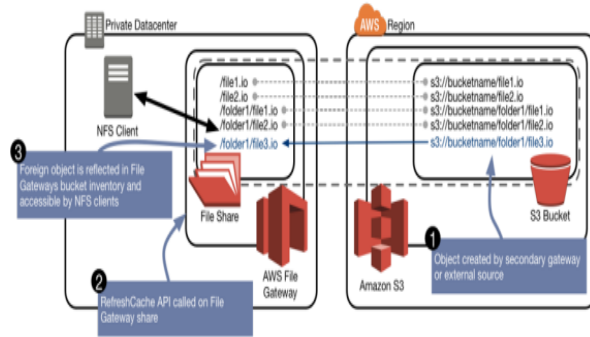 Private Datacenter
AWS
Region
/file1.io
/file2.io
/folder1/file1.io
/folder1/file2.io
/folder1/file3.io
s3://bucketname/file1.io
s3://bucketname/file2.io
s3://bucketname/folder1/file1.io
s3://bucketname/folder1/file2.io
s3://bucketname/folder1/file3.io
NFS Client
3
Foreign object is reflected in File
Gateways bucket inventory and
accessible by NFS clients
File Share
S3 Bucket
1
Object created by secondary gateway
or external source
2
RefreshCache API called on File
Gateway share
AWS File
Gateway
Amazon S3